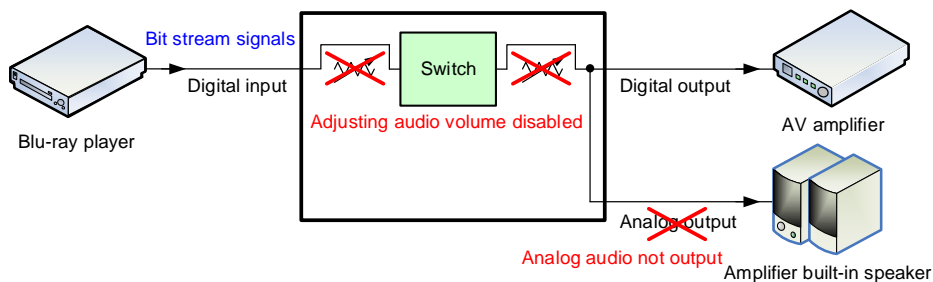 Bit stream signals
Digital input
Blu-ray player
Switch
Adjusting audio volume disabled
Digital output
AV amplifier
Analog output
Analog audio not output
Amplifier built-in speaker